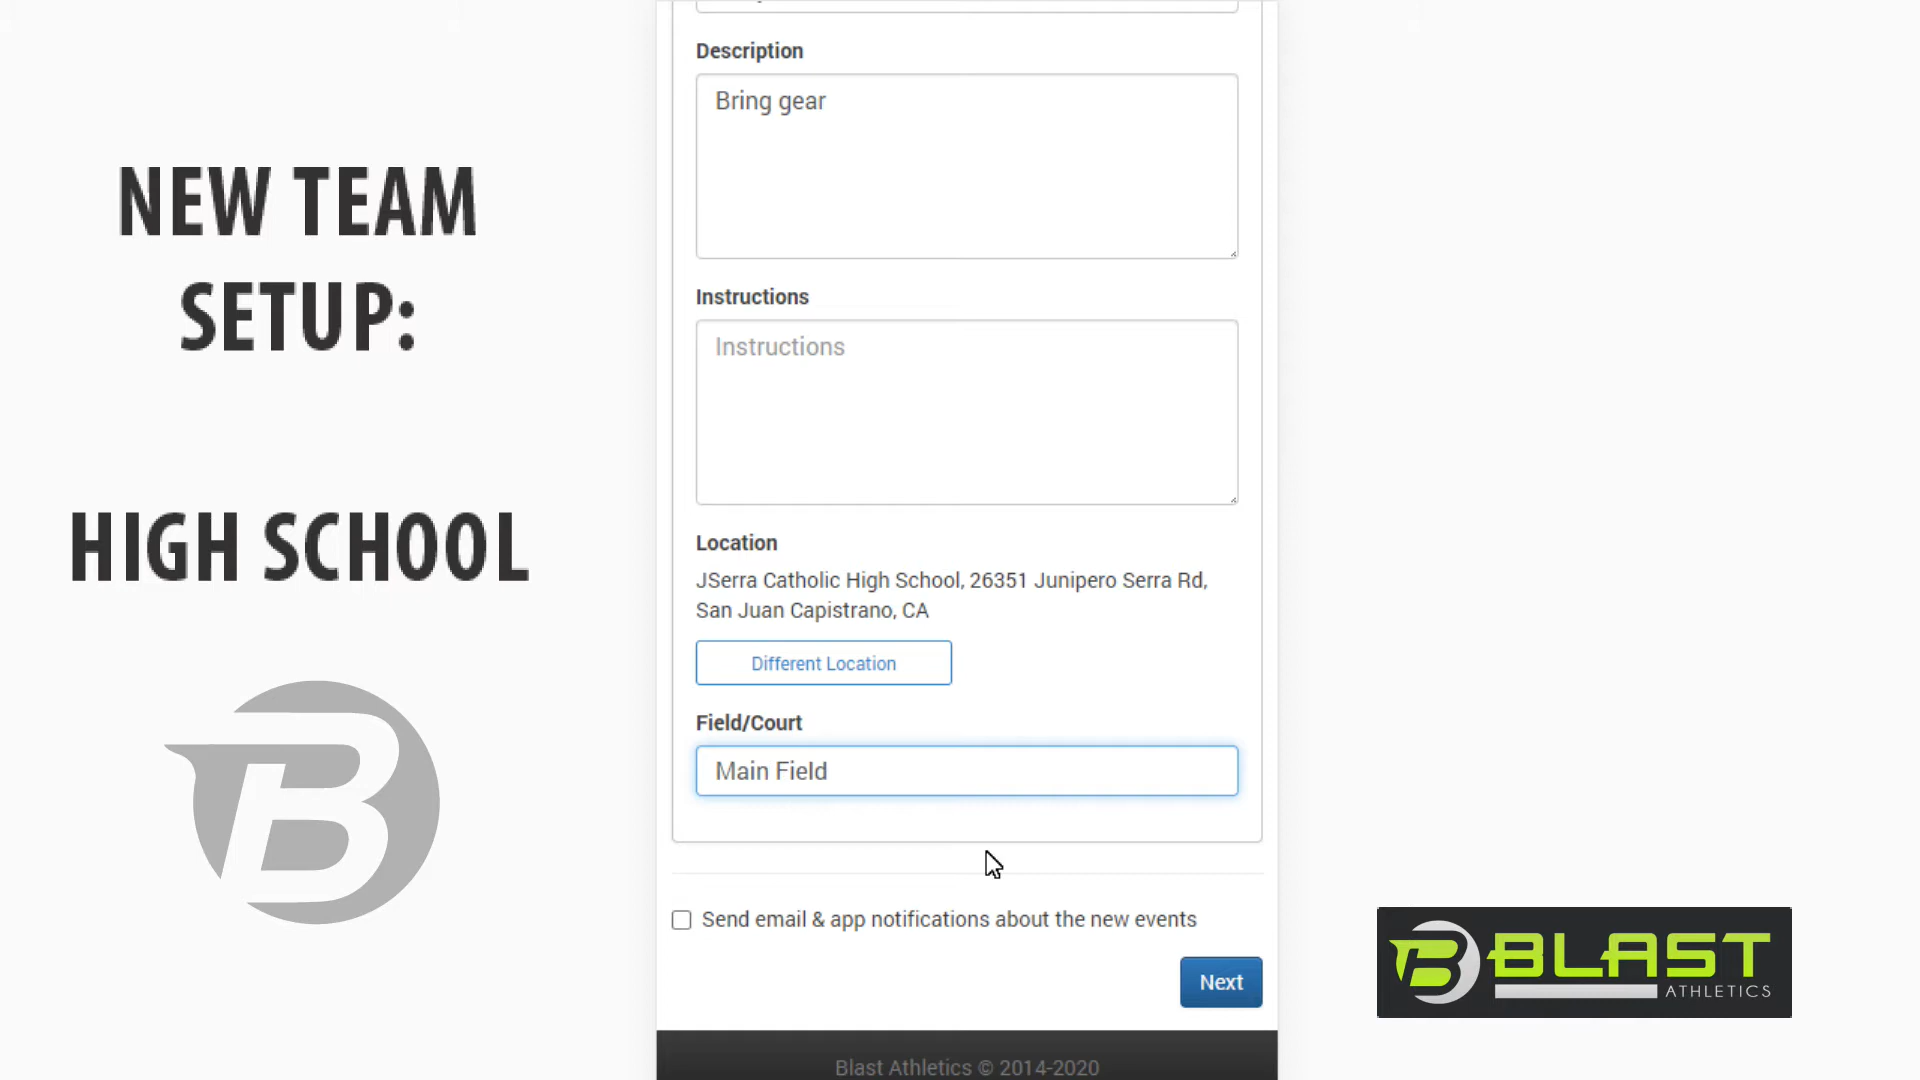 NEW TEAM
SETUP:
HIGH SCHOOL
Description
Bring gear
Instructions
Instructions
Location
JSerra Catholic High School, 26351 Junipero Serra Rd,
San Juan Capistrano, CA
Different Location
Field/Court
Main Field
Send email & app notifications about the new events
Next
Blast Athletics © 2014-2020
B
BLAST
ATHLETICS